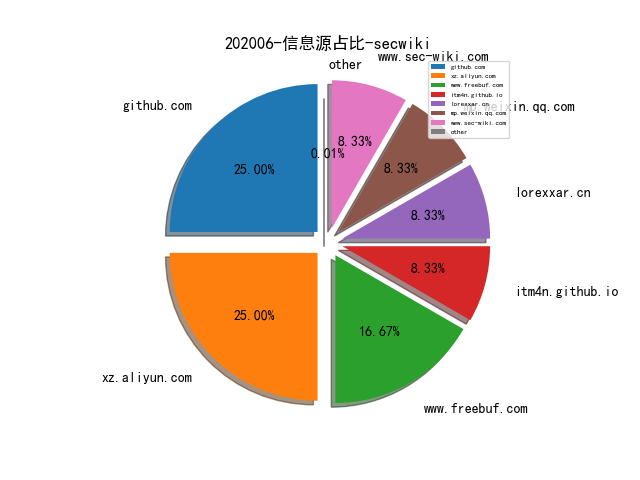 202006-信息源占比-secwiki
other
www.sec-wiki.com
github.com
mp.weixin.qq.com
lorexxar.cn
itm4n.github.io
www.freebuf.com
xz.aliyun.com
25.00%
0.01%
8.33%
8.33%
8.33%
8.33%
16.67%
25.00%
github.com
xz.aliyun.com
www.freebuf.com
itm4n.github.io
lorexxar.cn
mp.weixin.qq.com
www.sec-wiki.com
other